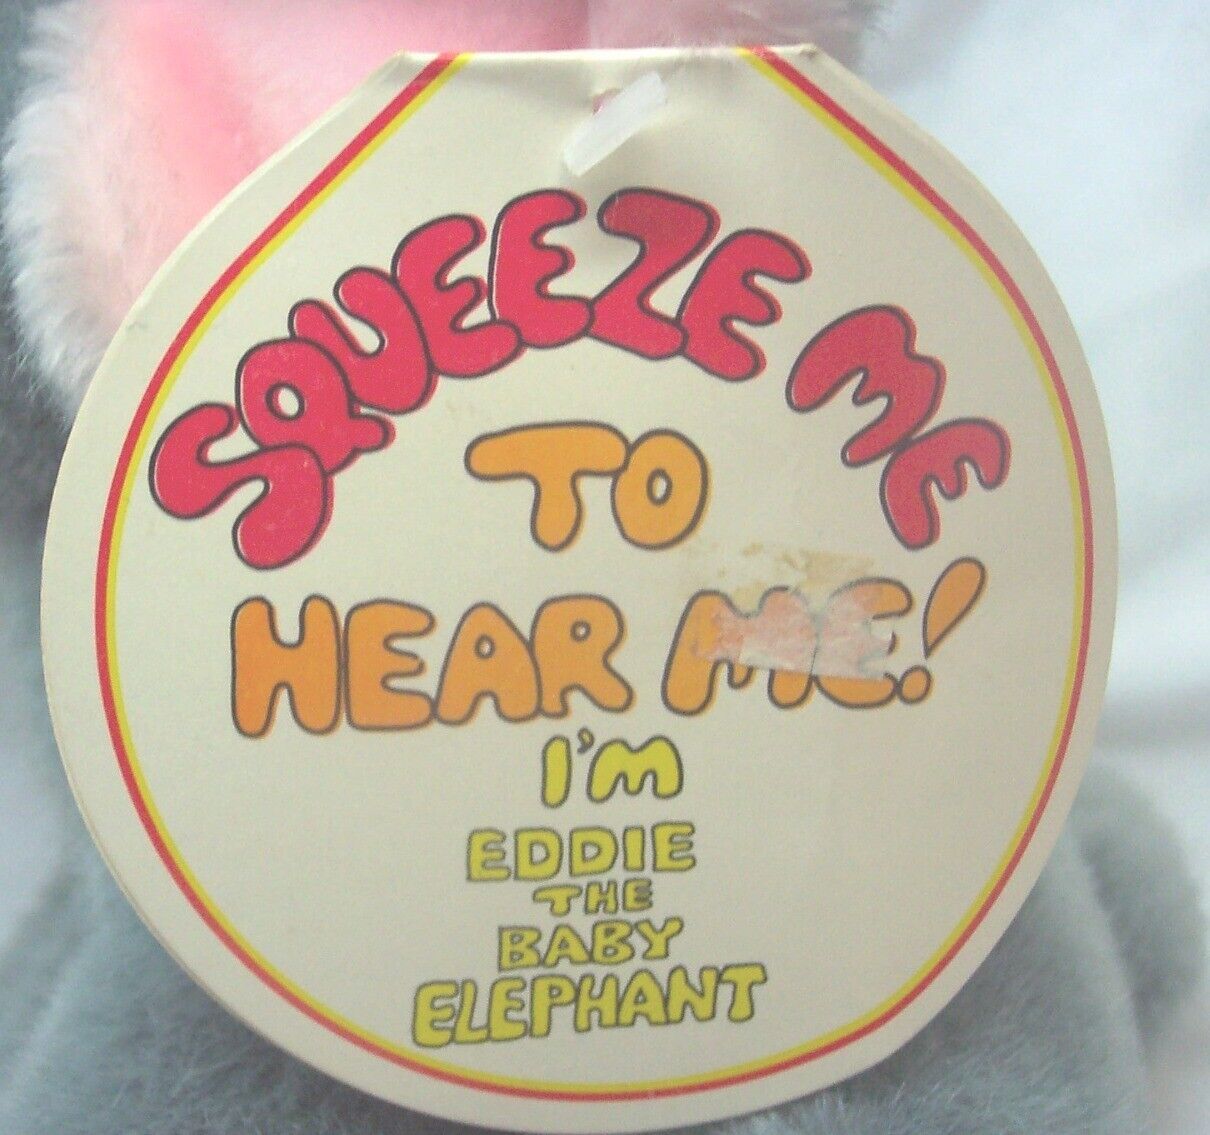 SQUEEZE ME
TO
HEAR ME!
I'M
EDDIE
THE
BABY
ELEPHANT